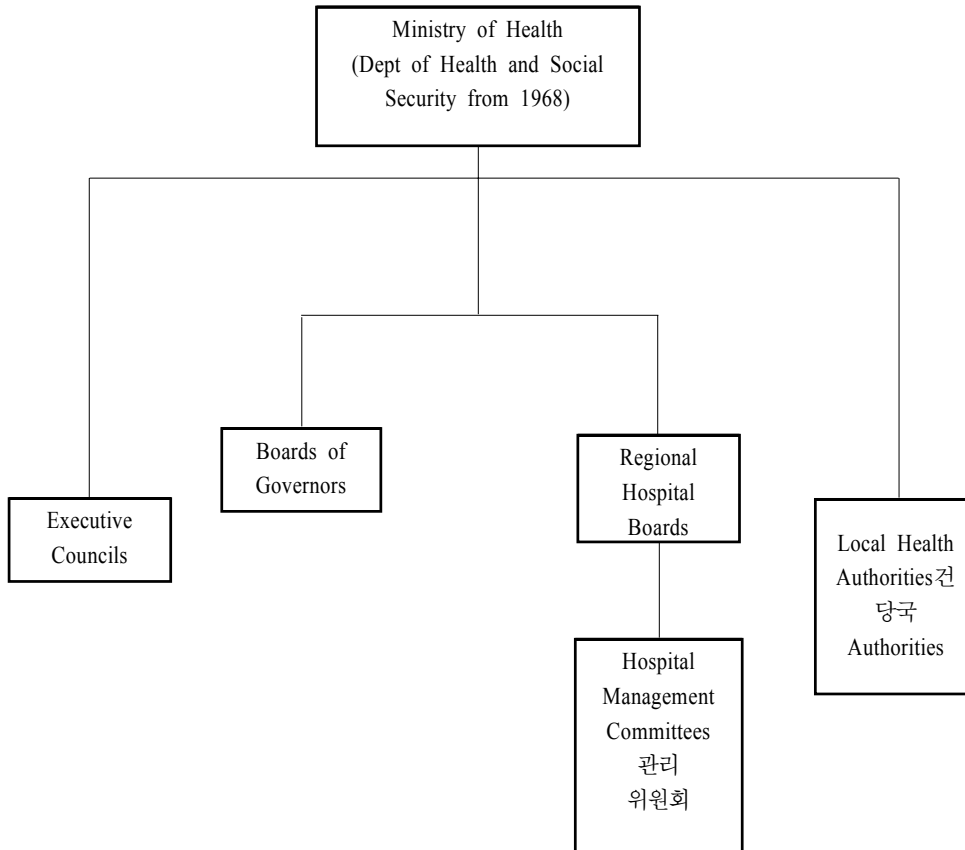 Ministry of Health
(Dept of Health and Social
Security from 1968)
Boards of
Governors
Regional
Hospital
Boards
Executive
Councils
Local Health
Authorities건
당국
Authorities
Hospital
Management
Committees
관리
위원회